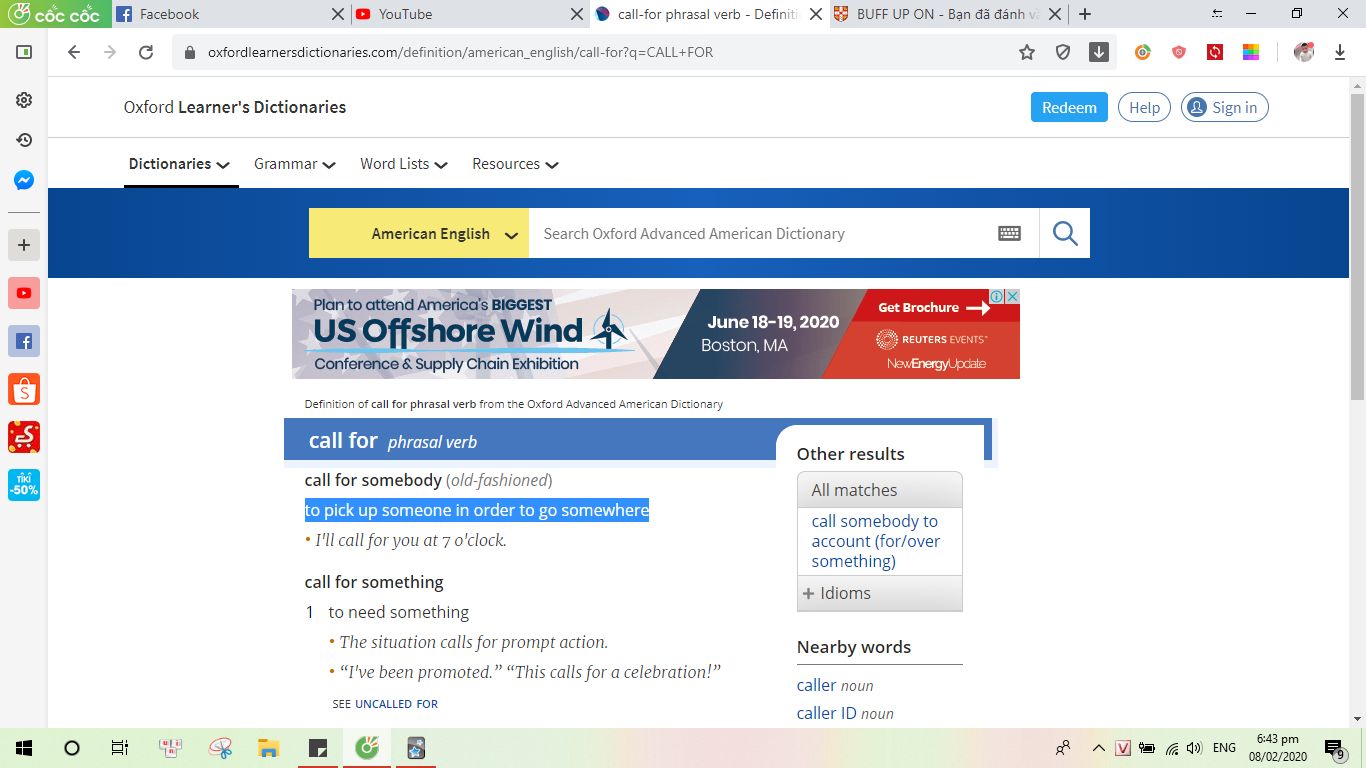 cốc cốc
Facebook
YouTube
call-for phrasal verb - Definiti
BUFF UP ON - Bạn đã đánh v
oxfordlearnersdictionaries.com/definition/american_english/call-for?q=CALL+FOR
Oxford Learner's Dictionaries
Redeem
Help
Sign in
Dictionaries
Grammar
Word Lists
Resources
American English
Search Oxford Advanced American Dictionary
Plan to attend America's BIGGEST
US Offshore Wind
Conference & Supply Chain Exhibition
June 18-19, 2020
Boston, MA
Get Brochure
REUTERS EVENTS™
NewEnergyUpdate
Definition of call for phrasal verb from the Oxford Advanced American Dictionary
call for phrasal verb
call for somebody (old-fashioned)
to pick up someone in order to go somewhere
• I'll call for you at 7 o'clock.
call for something
1 to need something
• The situation calls for prompt action.
• “I've been promoted.” “This calls for a celebration!”
SEE UNCALLED FOR
Other results
All matches
call somebody to
account (for/over
something)
+ Idioms
Nearby words
caller noun
caller ID noun
TIKI
-50%
ENG
6:43 pm
08/02/2020
9